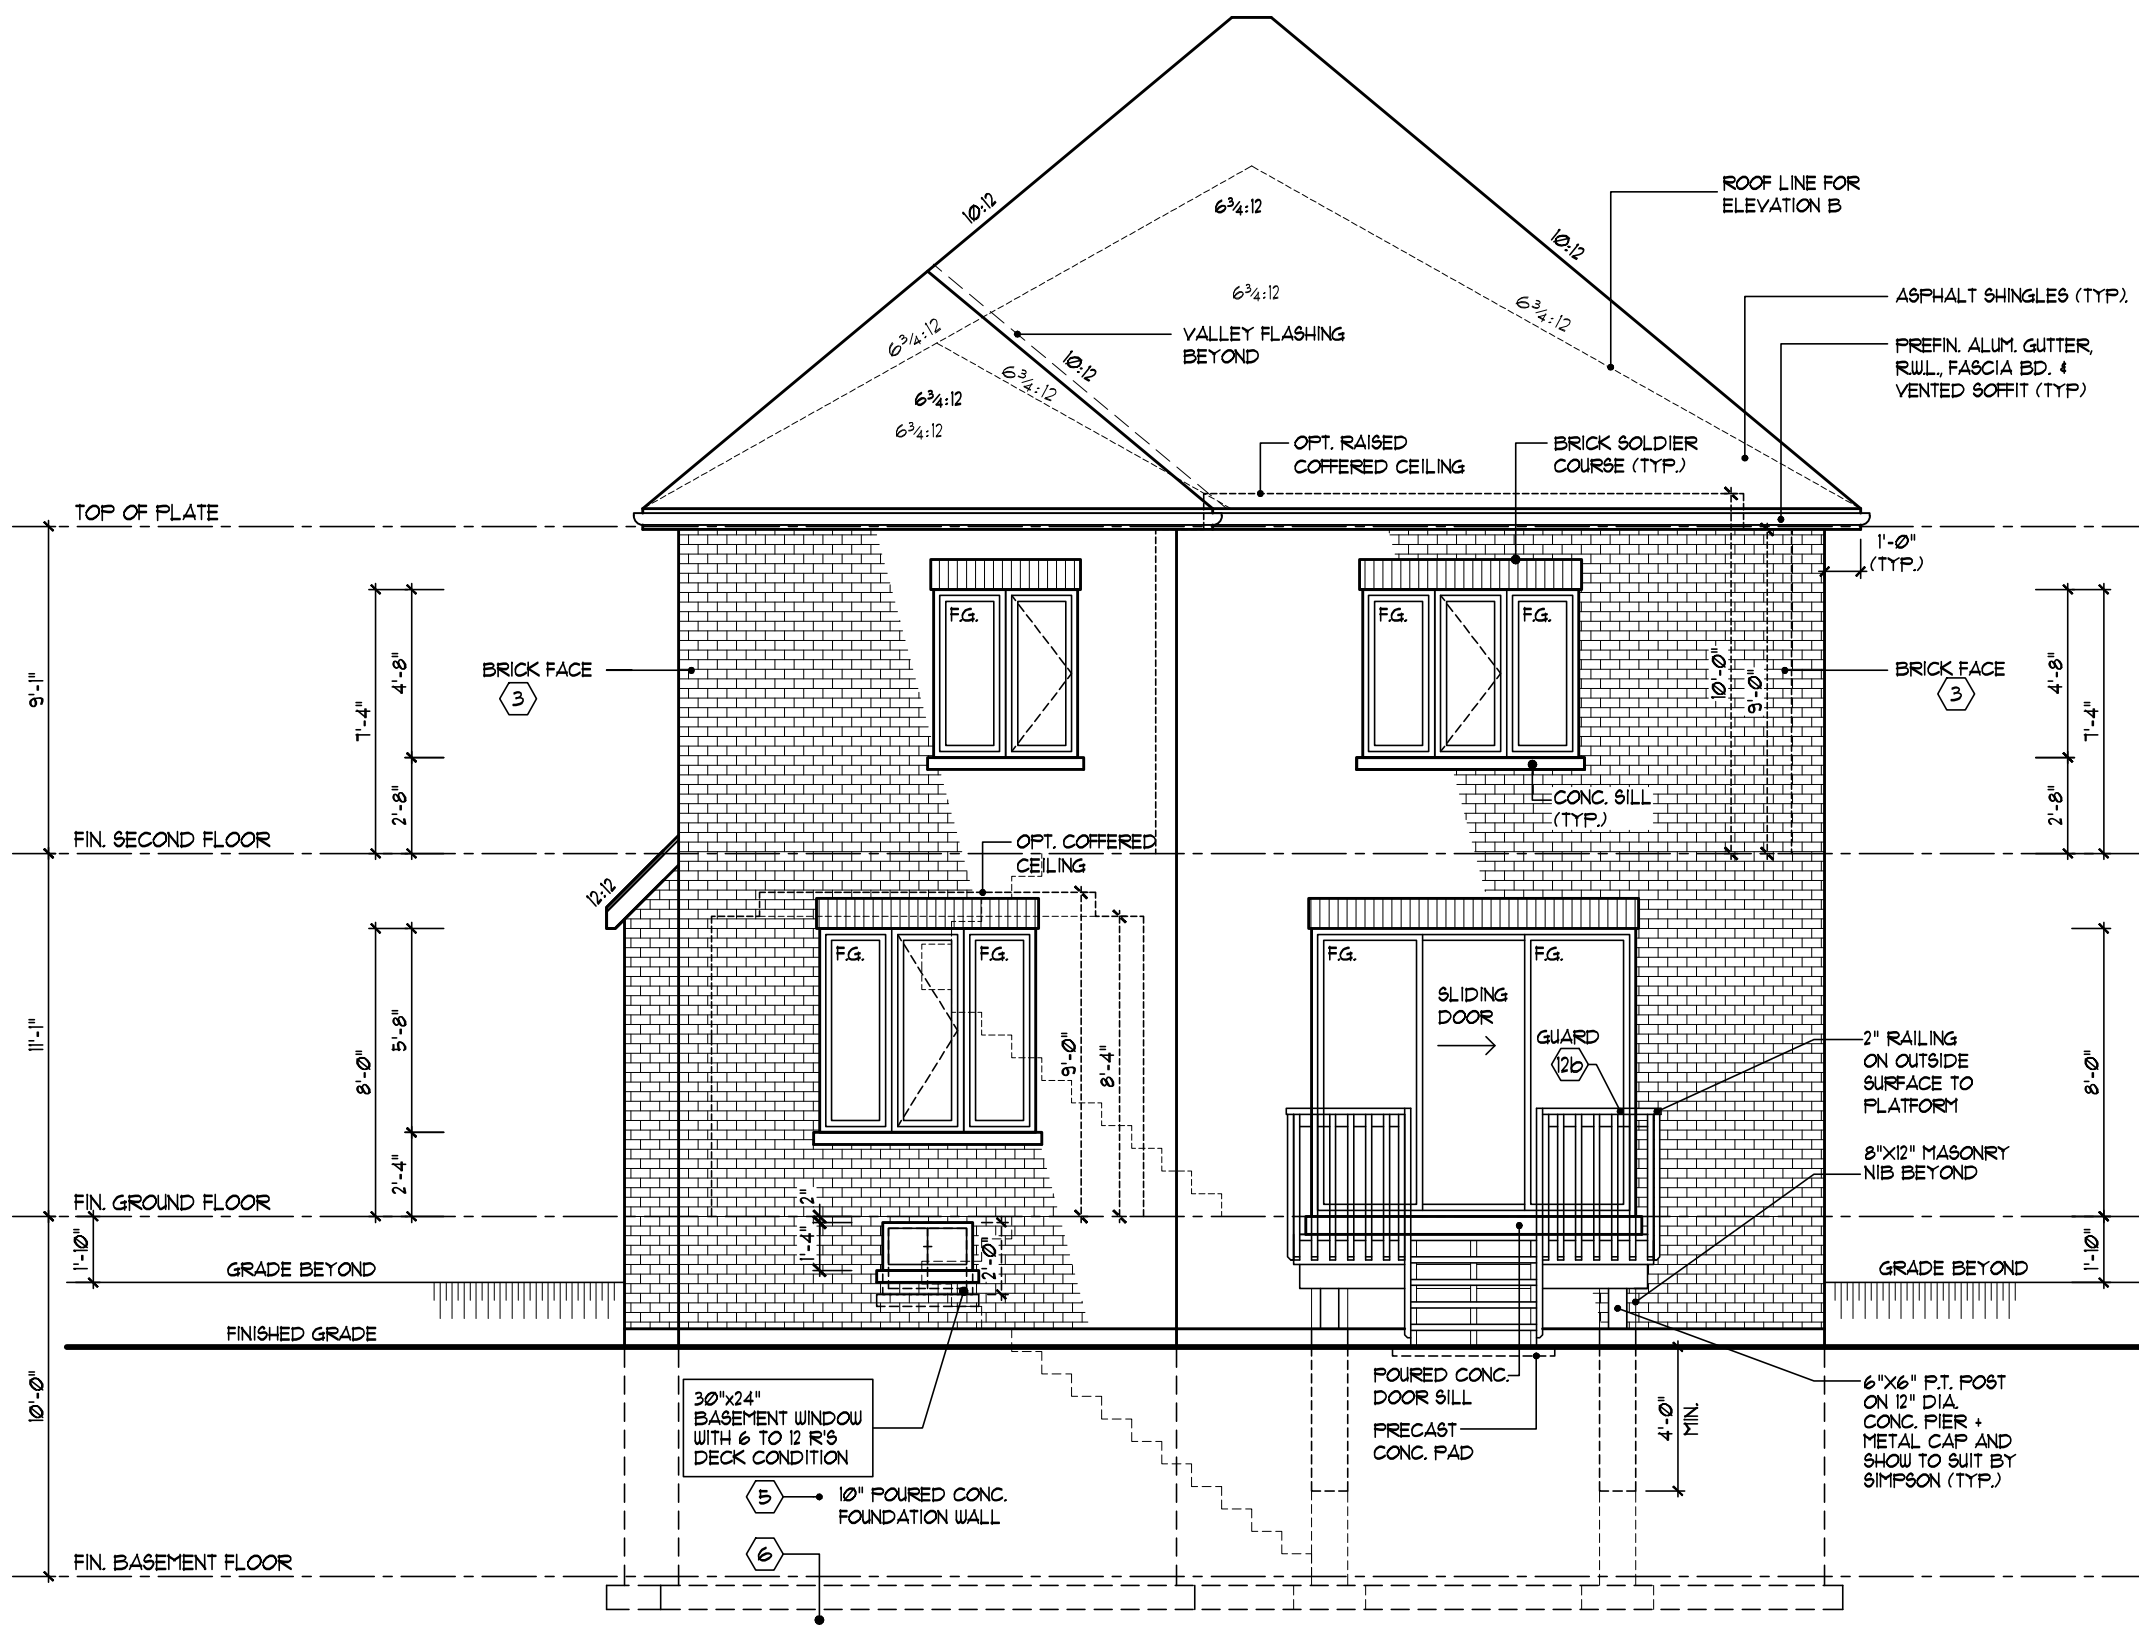 10:12
6¾:12
ROOF LINE FOR
ELEVATION B
10:12
6¾:12
6¾:12
ASPHALT SHINGLES (TYP).
6¾:12
VALLEY FLASHING
BEYOND
PREFIN. ALUM. GUTTER,
R.W.L., FASCIA BD. &
VENTED SOFFIT (TYP)
10:12
6¾:12
6¾:12
6¾:12
OPT. RAISED
COFFERED CEILING
BRICK SOLDIER
COURSE (TYP.)
TOP OF PLATE
1'-0"
(TYP.)
F.G.
F.G.
F.G.
9'-1"
7'-4"
4'-8"
2'-8"
BRICK FACE
3
10'-0"
9'-0"
BRICK FACE
3
4'-8"
7'-4"
2'-8"
CONC. SILL
(TYP.)
FIN. SECOND FLOOR
OPT. COFFERED
CEILING
12:12
F.G.
F.G.
F.G.
F.G.
SLIDING
DOOR
GUARD
12b
11'-1"
8'-0"
5'-8"
2'-4"
9'-0"
8'-4"
2" RAILING
ON OUTSIDE
SURFACE TO
PLATFORM
8'-0"
8"X12" MASONRY
NIB BEYOND
FIN. GROUND FLOOR
2"
1'-4"
2'-0"
1'-10"
1'-10"
GRADE BEYOND
GRADE BEYOND
FINISHED GRADE
10'-0"
30"x24"
BASEMENT WINDOW
WITH 6 TO 12 R'S
DECK CONDITION
POURED CONC.
DOOR SILL
PRECAST
CONC. PAD
4'-0"
MIN.
6"X6" P.T. POST
ON 12" DIA.
CONC. PIER +
METAL CAP AND
SHOW TO SUIT BY
SIMPSON (TYP.)
5
10" POURED CONC.
FOUNDATION WALL
6
FIN. BASEMENT FLOOR